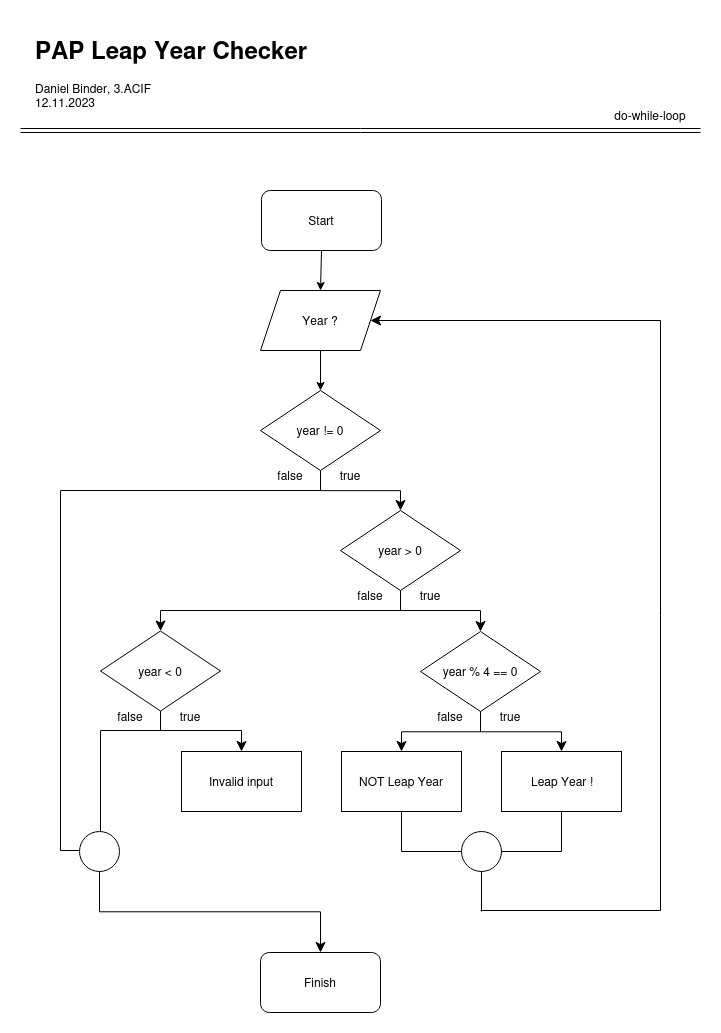 PAP Leap Year Checker
Daniel Binder, 3.ACIF
12.11.2023
do-while-loop
Start
Year ?
year != 0
false
true
year > 0
false
true
year < 0
year % 4 == 0
false
true
false
true
Invalid input
NOT Leap Year
Leap Year !
Finish